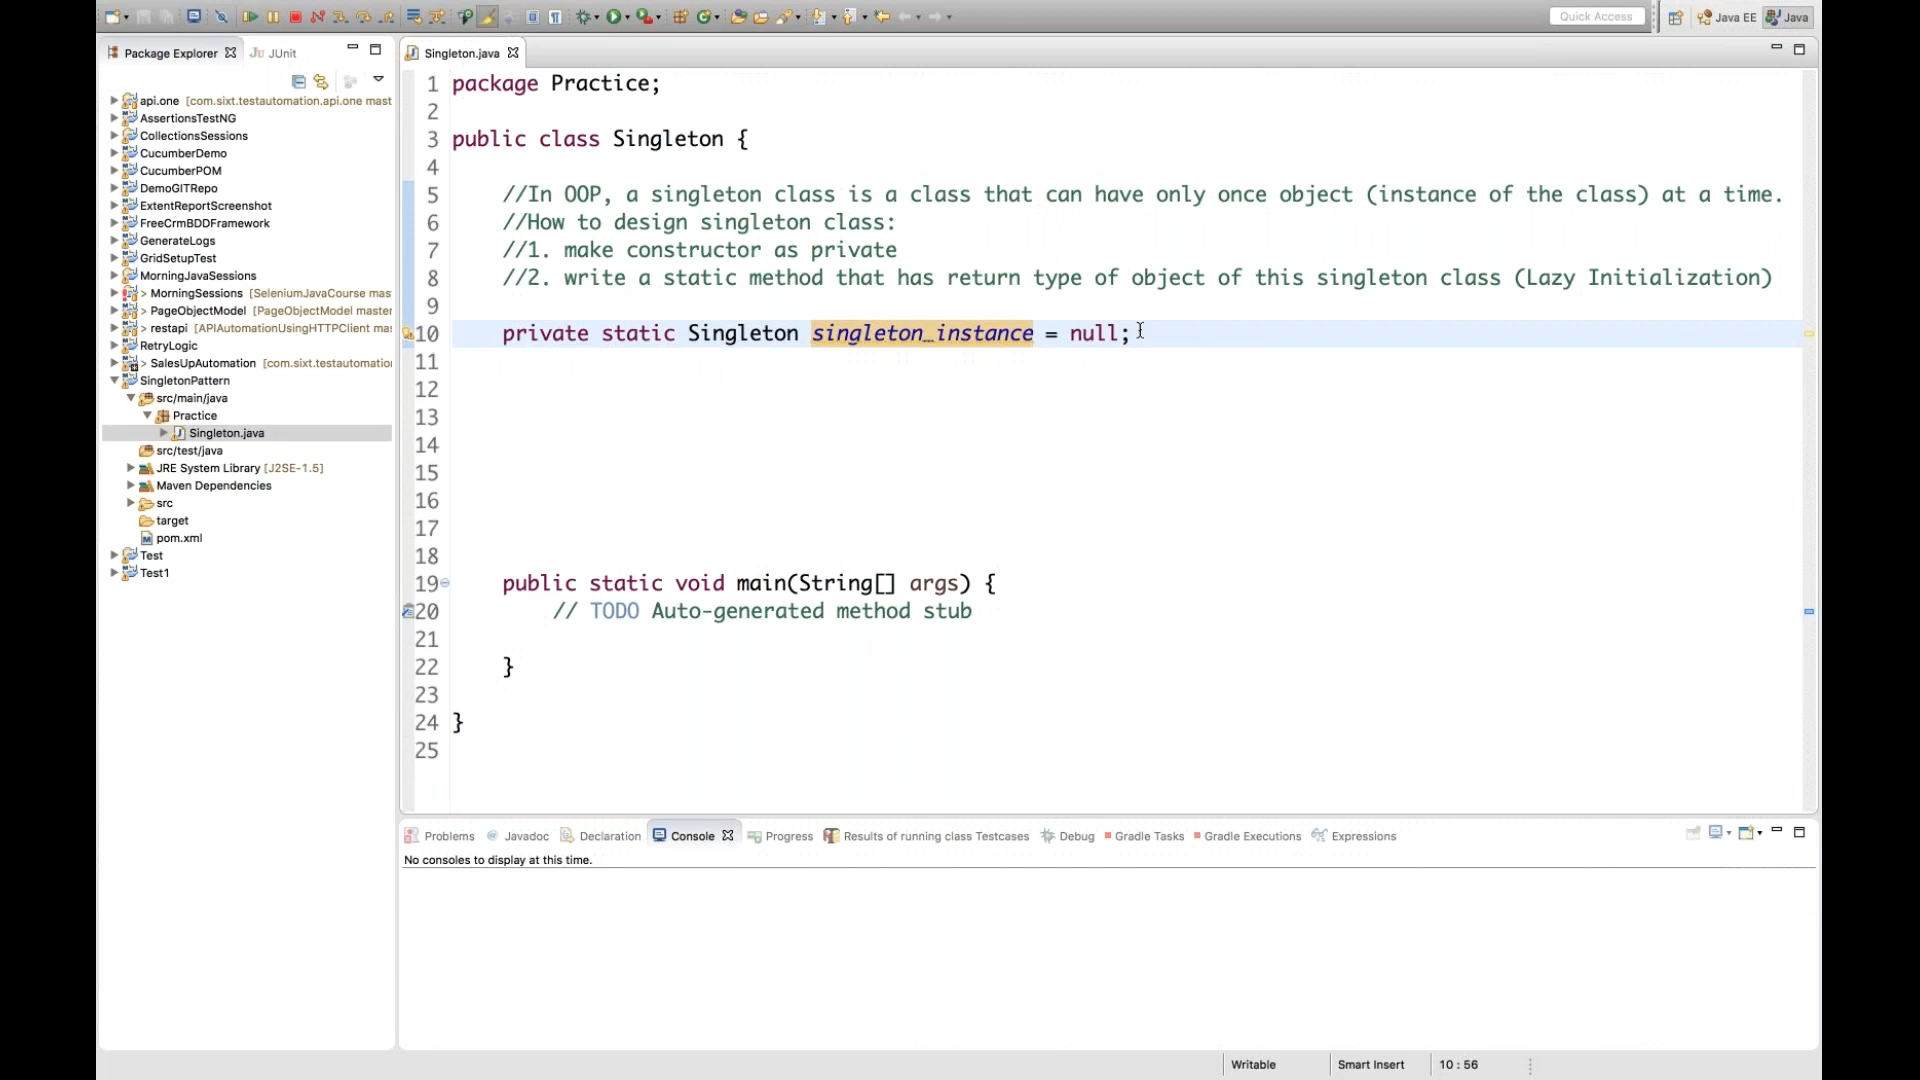 Quick Access
Java EE
Java
Package Explorer
JUnit
Singleton.java
api.one [com.sixt.testautomation.api.one mast
AssertionsTestNG
CollectionsSessions
CucumberDemo
CucumberPOM
DemoGITRepo
ExtentReportScreenshot
FreeCrmBDDFramework
GenerateLogs
GridSetupTest
MorningJavaSessions
> MorningSessions [SeleniumJavaCourse mas
> PageObjectModel [PageObjectModel master
> restapi [APIAutomationUsingHTTPClient mas
RetryLogic
> SalesUpAutomation [com.sixt.testautomatio
SingletonPattern
src/main/java
Practice
Singleton.java
src/test/java
JRE System Library [J2SE-1.5]
Maven Dependencies
src
target
pom.xml
Test
Test1
1 package Practice;
2
3 public class Singleton {
4
5 //In OOP, a singleton class is a class that can have only once object (instance of the class) at a time.
6 //How to design singleton class:
7 //1. make constructor as private
8 //2. write a static method that has return type of object of this singleton class (Lazy Initialization)
9
10 private static Singleton singleton_instance = null;
11
12
13
14
15
16
17
18
19 public static void main(String[] args) {
20 // TODO Auto-generated method stub
21
22 }
23
24 }
25
Problems
Javadoc
Declaration
Console
Progress
Results of running class Testcases
Debug
Gradle Tasks
Gradle Executions
Expressions
No consoles to display at this time.
Writable
Smart Insert
10 : 56